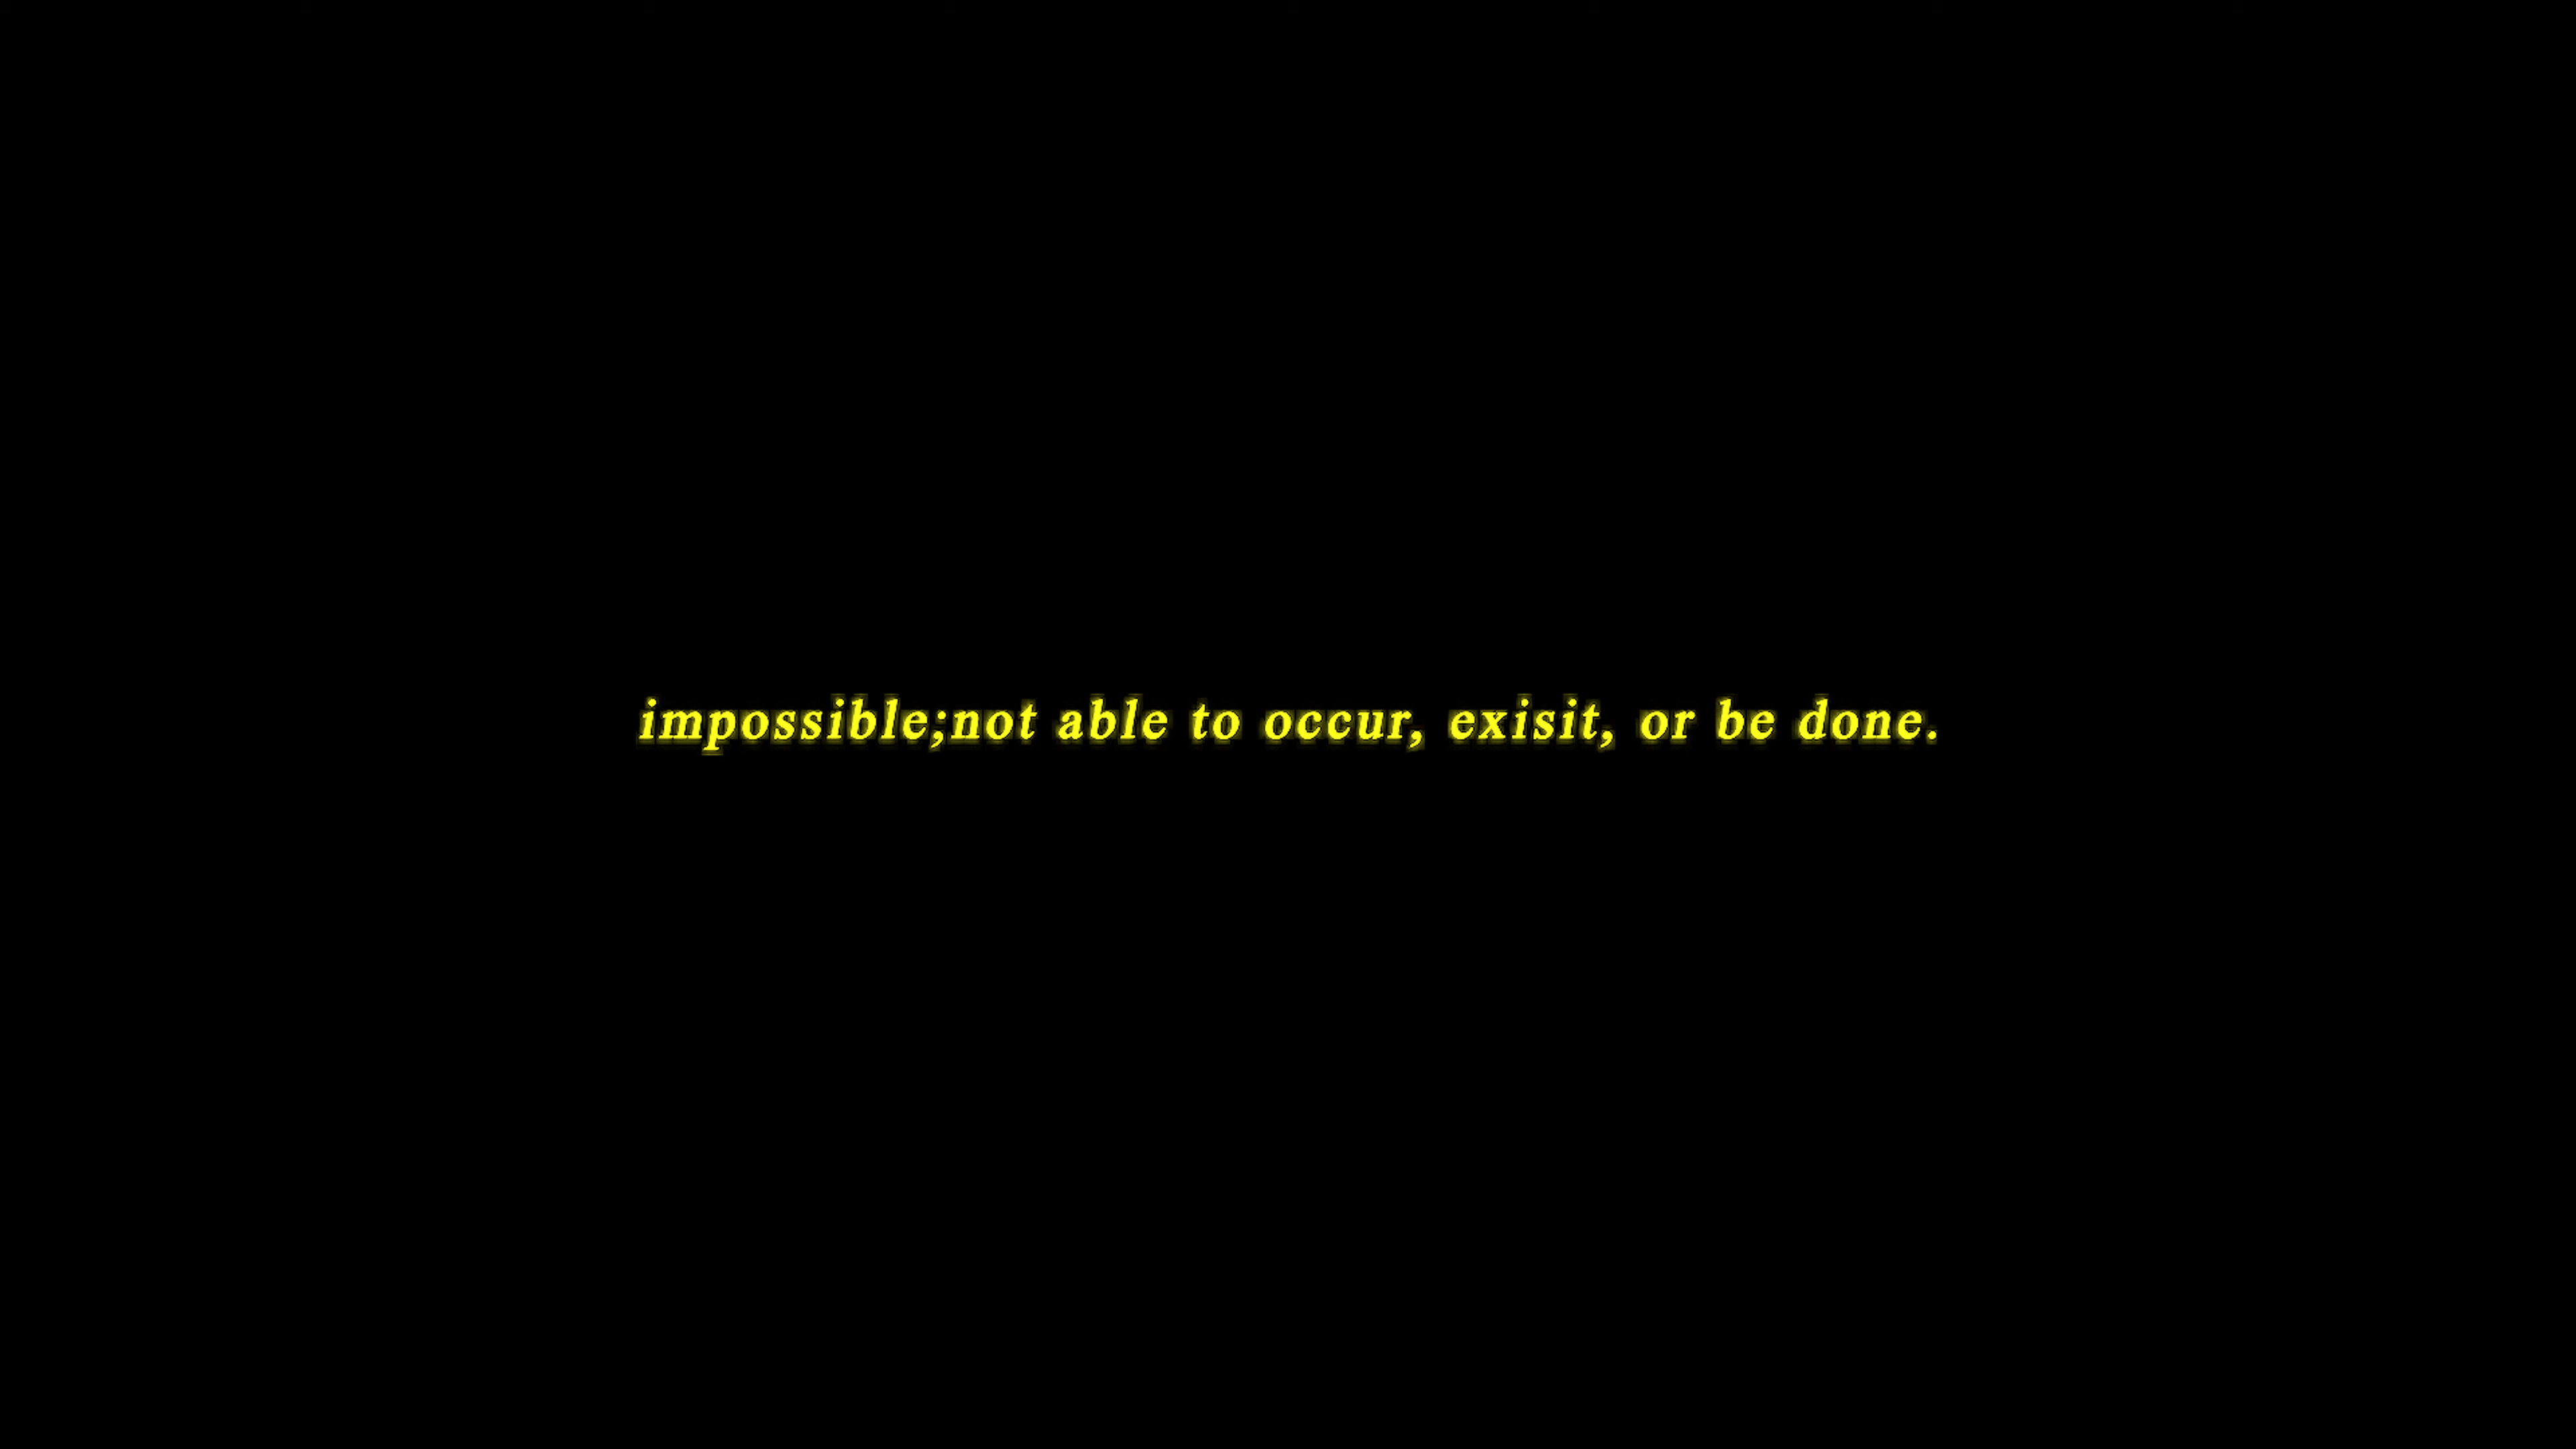 impossible;not able to occur, exisit, or be done.